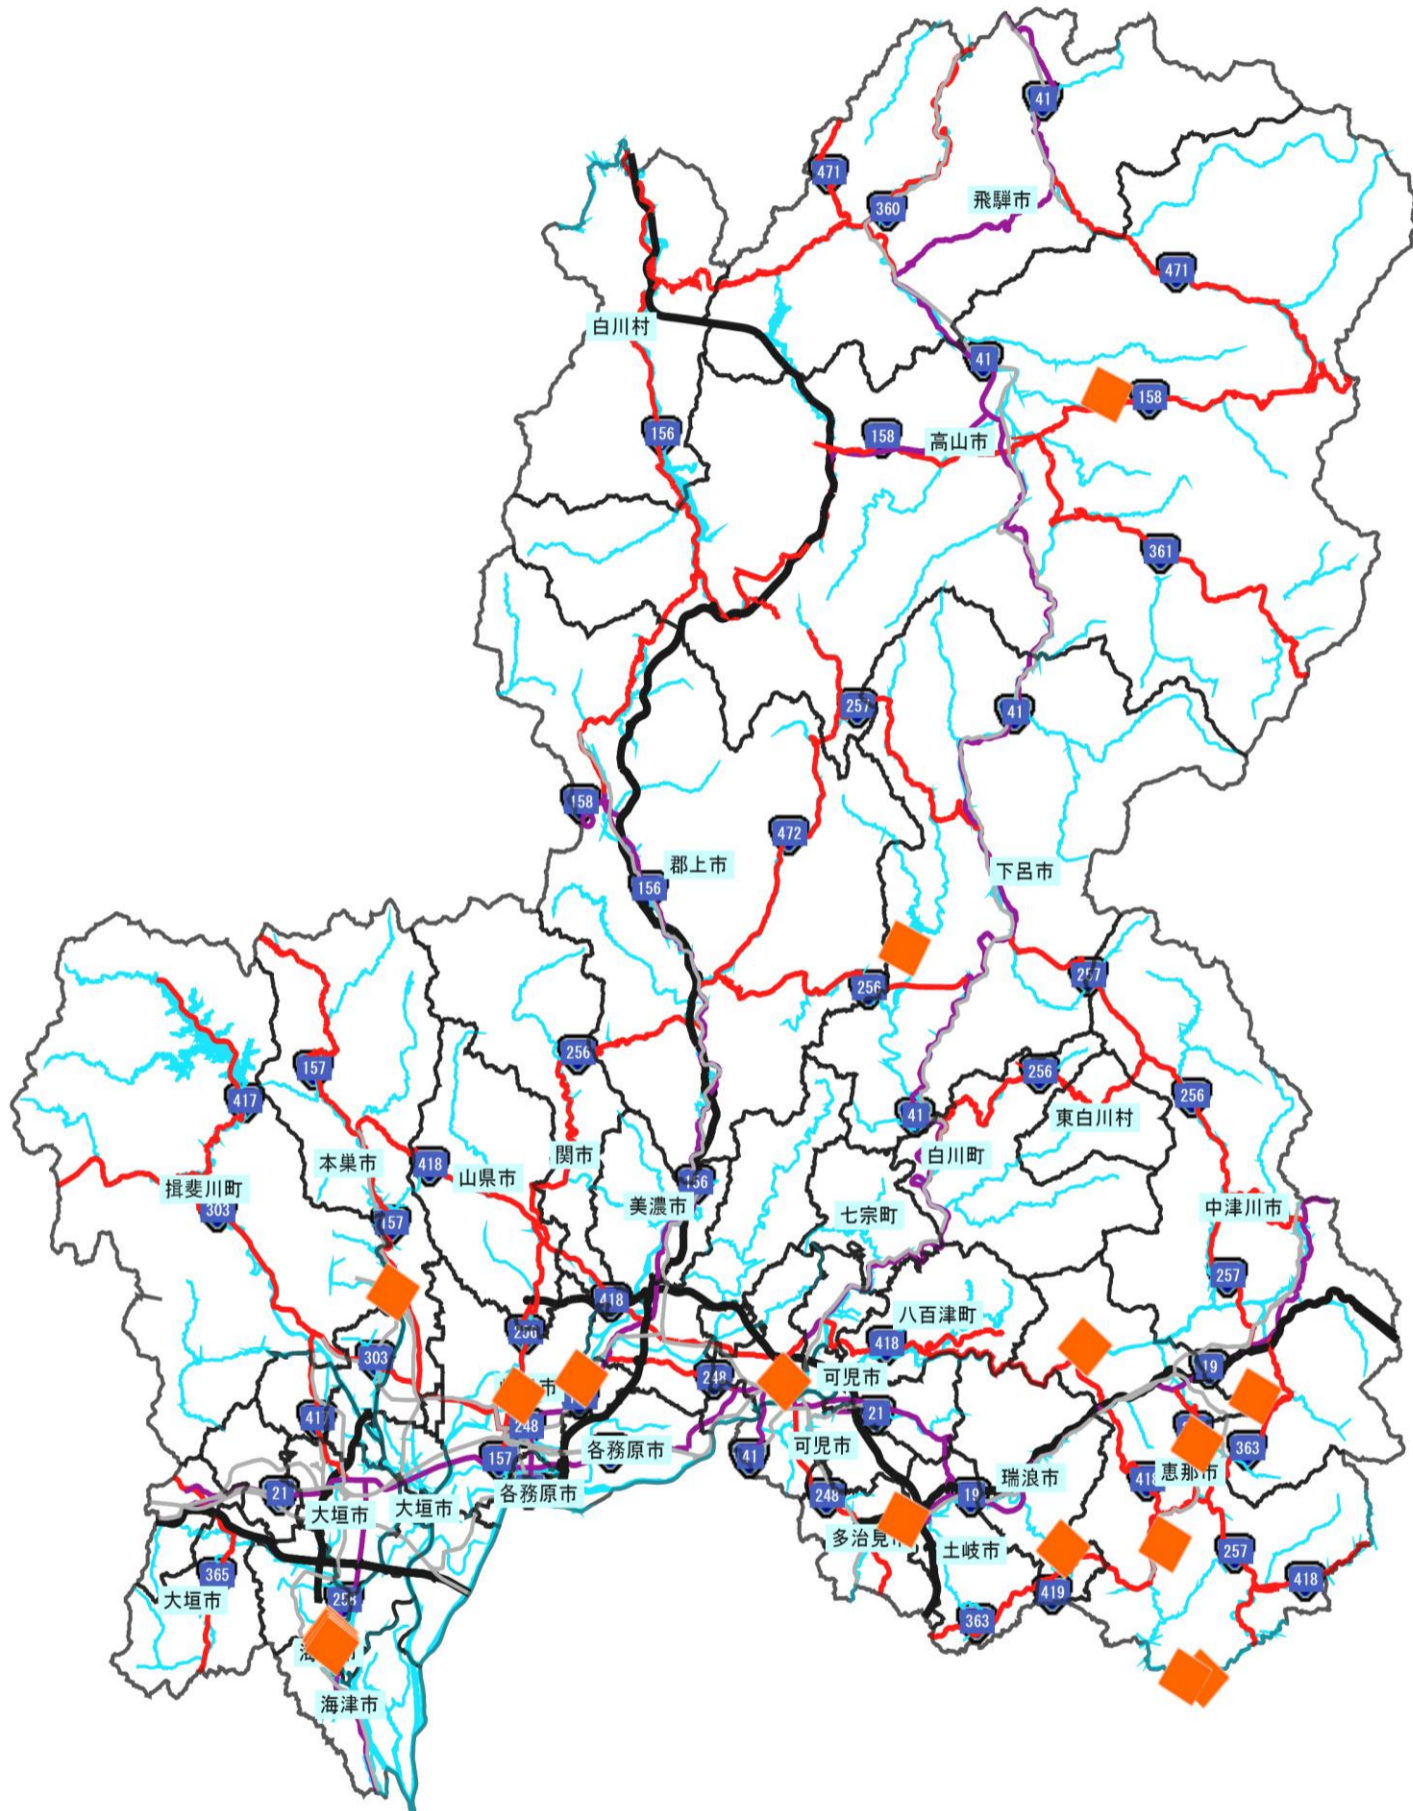 41
471
360
飛騨市
471
白川村
41
158
156
158
高山市
361
257
41
158
472
郡上市
156
下呂市
256
257
256
157
256
256
417
41
東白川村
本巣市
418
山県市
関市
白川町
揖斐川町
303
美濃市
156
七宗町
中津川市
157
257
418
八百津町
256
418
303
248
可児市
19
417
248
21
可児市
各務原市
363
157
41
恵那市
418
瑞浪市
21
大垣市
大垣市
各務原市
248
19
多治見
土岐市
257
365
大垣市
258
419
418
363
海津市